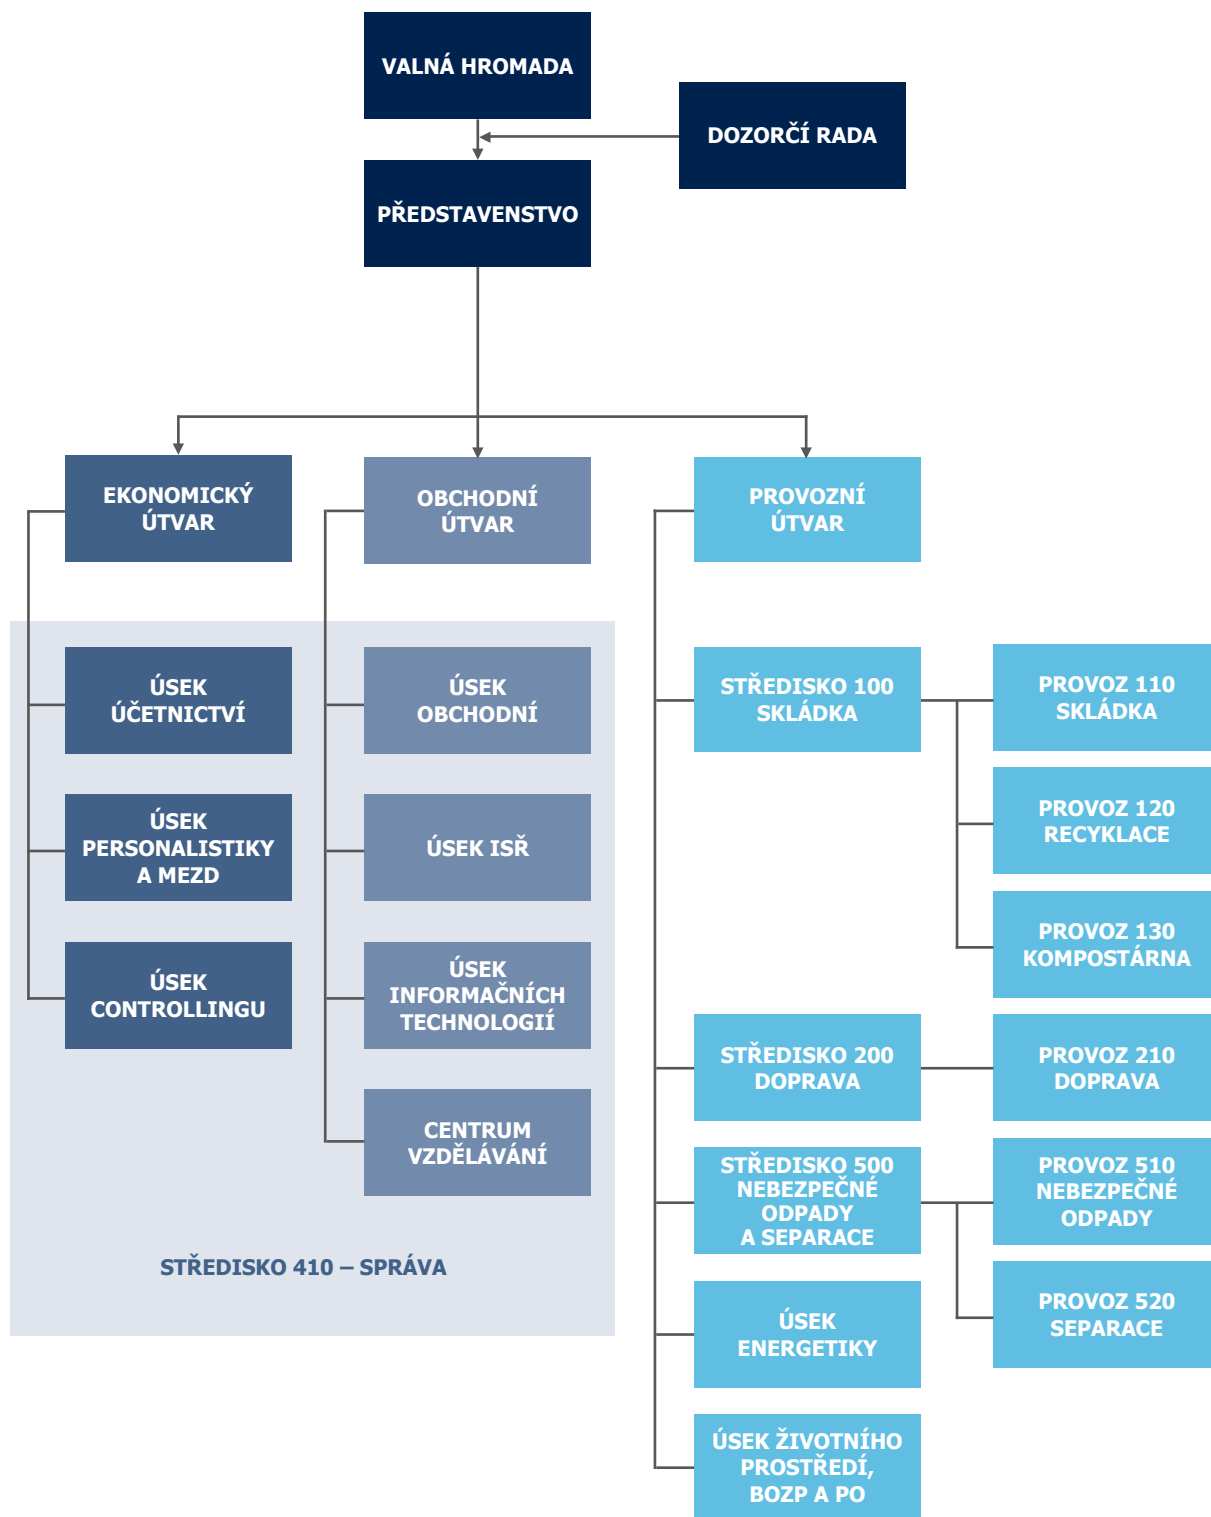 VALNÁ HROMADA
DOZORČÍ RADA
PŘEDSTAVENSTVO
EKONOMICKÝ
ÚTVAR
OBCHODNÍ
ÚTVAR
PROVOZNÍ
ÚTVAR
ÚSEK
ÚČETNICTVÍ
ÚSEK
PERSONALISTIKY
A MEZD
ÚSEK
CONTROLLINGU
ÚSEK
OBCHODNÍ
ÚSEK ISŘ
ÚSEK
INFORMAČNÍCH
TECHNOLOGIÍ
CENTRUM
VZDĚLÁVÁNÍ
STŘEDISKO 410 – SPRÁVA
STŘEDISKO 100
SKLÁDKA
PROVOZ 110
SKLÁDKA
PROVOZ 120
RECYKLACE
PROVOZ 130
KOMPOSTÁRNA
STŘEDISKO 200
DOPRAVA
PROVOZ 210
DOPRAVA
STŘEDISKO 500
NEBEZPEČNÉ
ODPADY
A SEPARACE
PROVOZ 510
NEBEZPEČNÉ
ODPADY
PROVOZ 520
SEPARACE
ÚSEK
ENERGETIKY
ÚSEK ŽIVOTNÍHO
PROSTŘEDÍ,
BOZP A PO